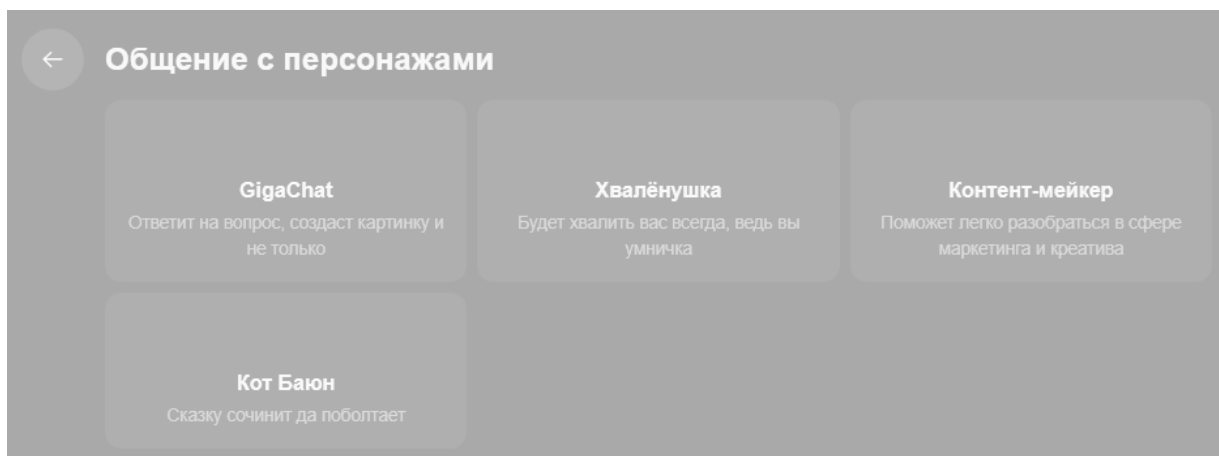 Общение с персонажами
GigaChat
Ответит на вопрос, создаст картинку и
не только
Хвалёнушка
Будет хвалить вас всегда, ведь вы
умничка
Контент-мейкер
Поможет легко разобраться в сфере
маркетинга и креатива
Кот Баюн
Сказку сочинит да поболтает